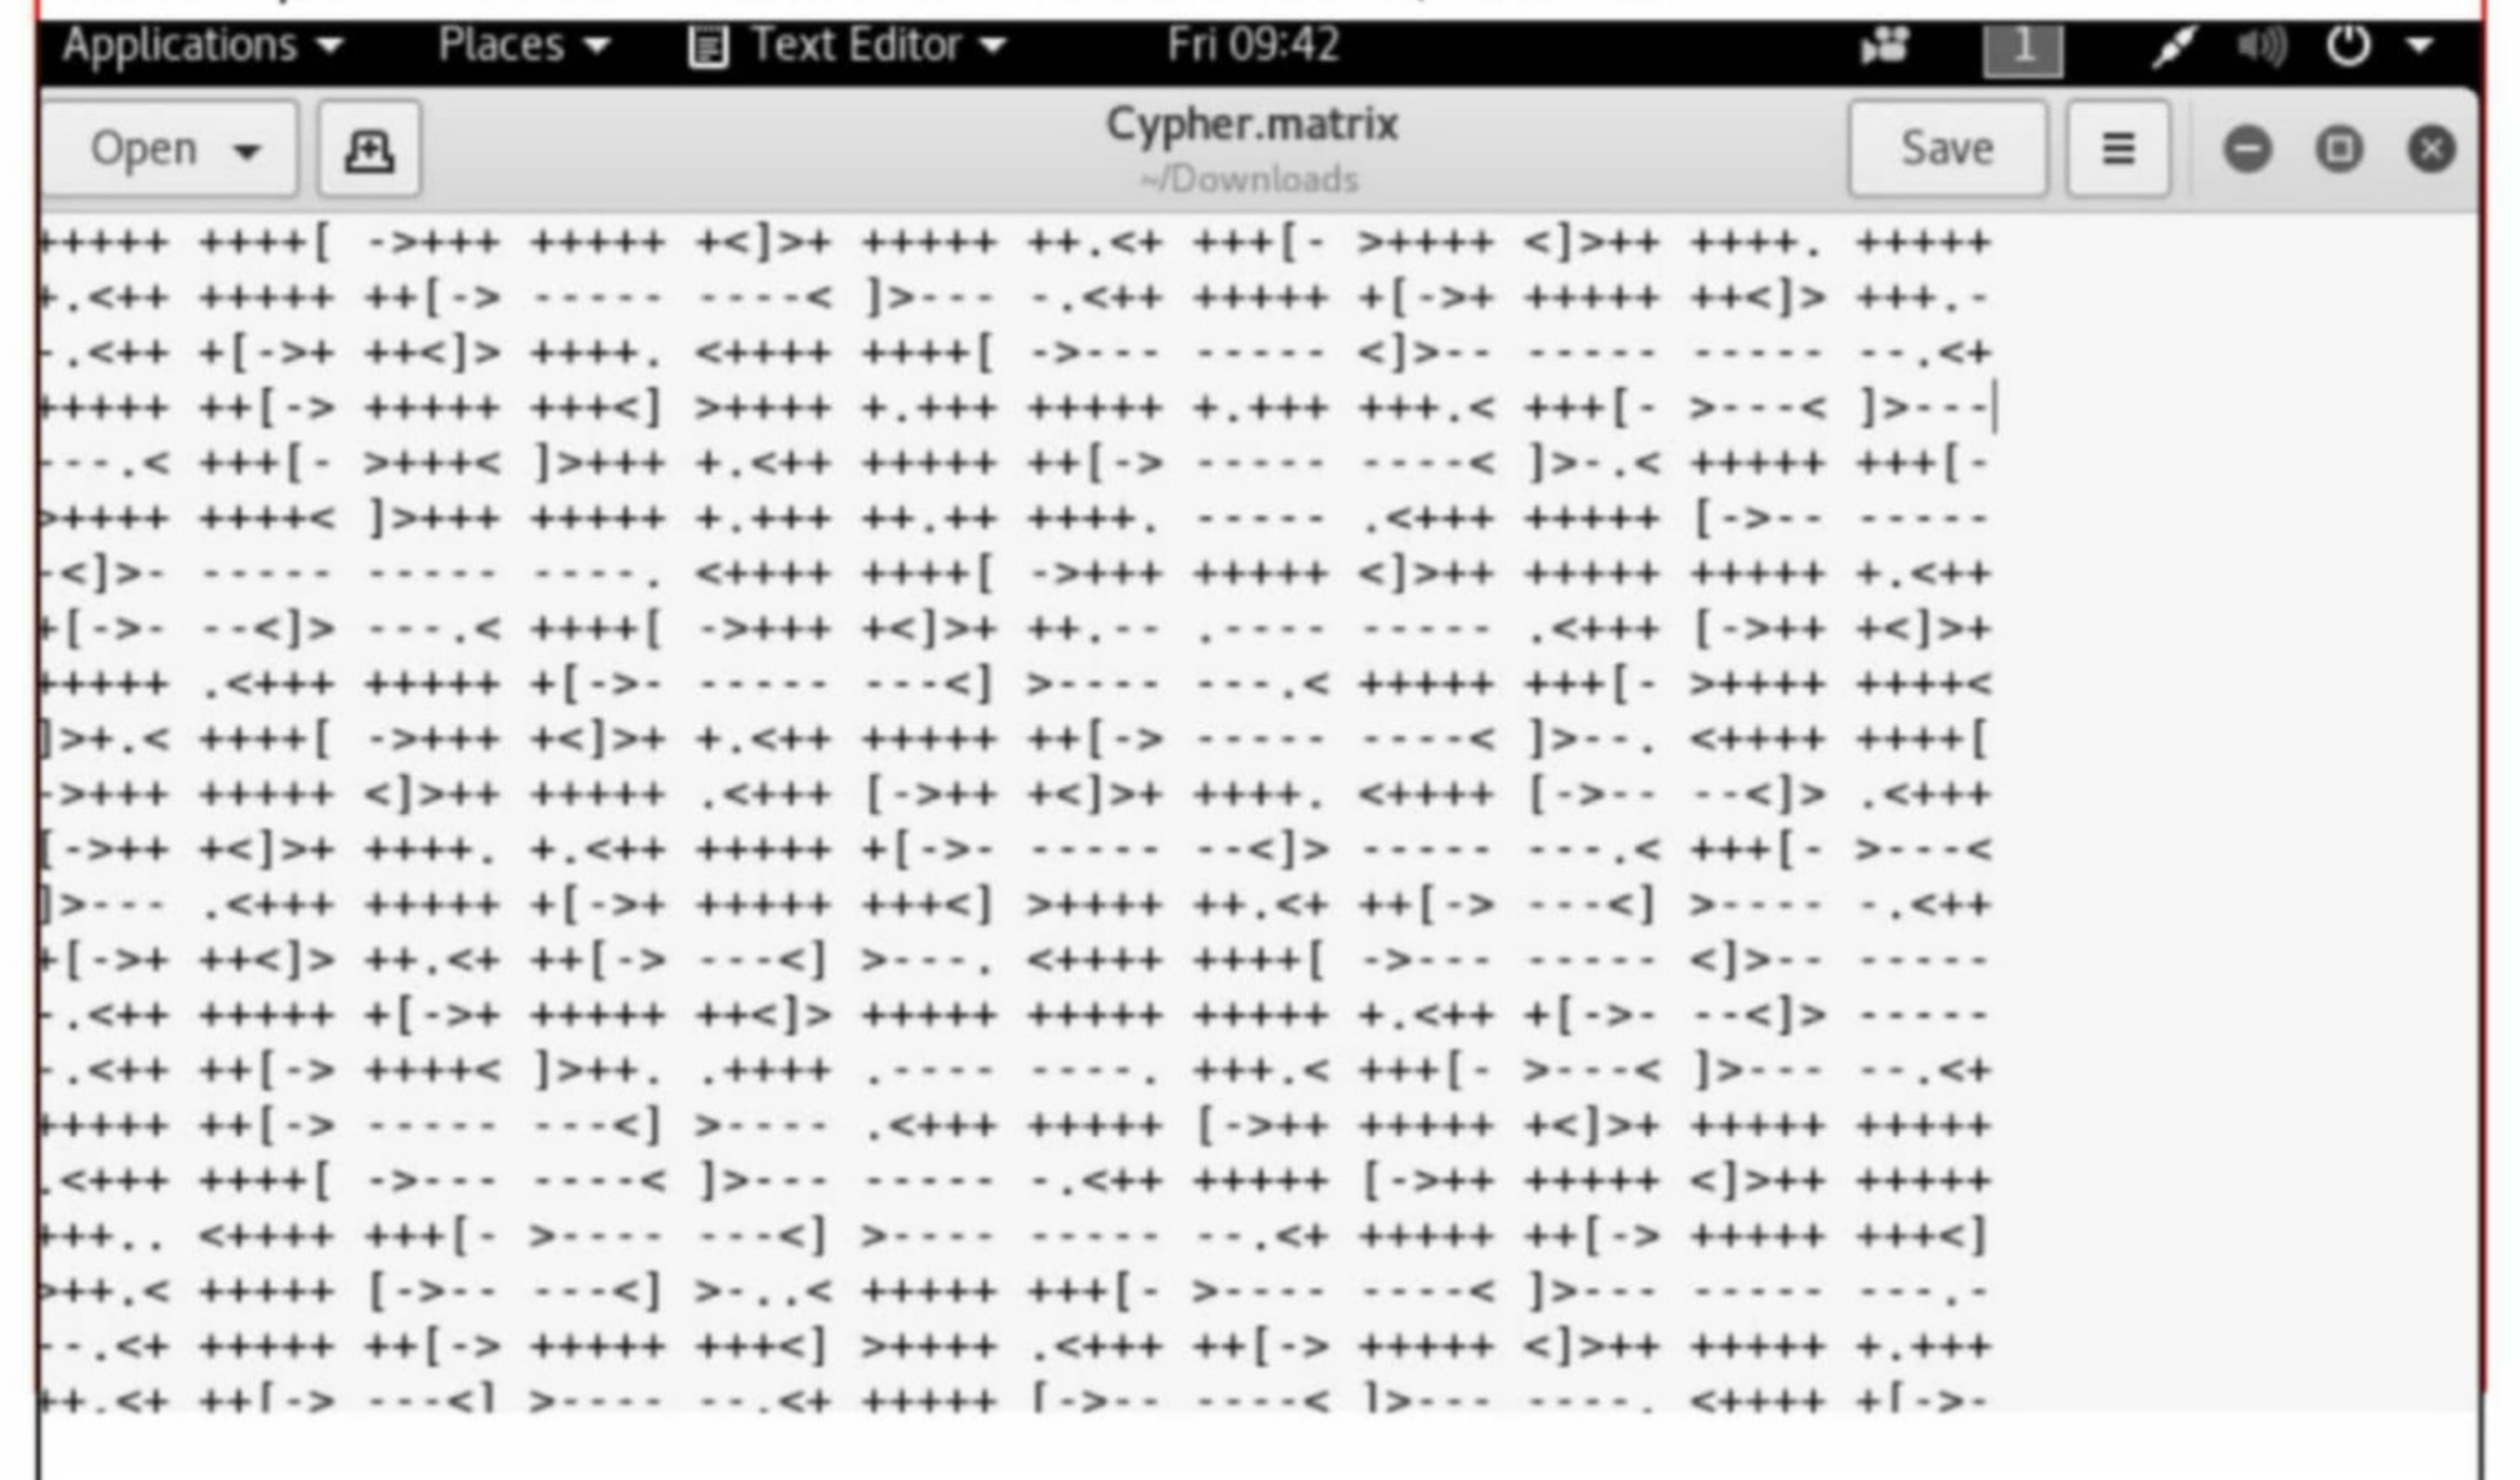 Applications Places Text Editor Fri 09:42 1
Open Cypher.matrix Save
~/Downloads
+++++ ++++[ ->+++ +++++ +<]>+ +++++ ++.<+ +++[- >++++ <]>++ ++++. +++++
+.<++ +++++ ++[-> ----- ----< ]>--- -.<++ +++++ +[->+ +++++ ++<]> +++.-
-.<++ +[->+ ++<]> ++++. <++++ ++++[ ->--- ----- <]>-- ----- ----- --.<+
+++++ ++[-> +++++ +++<] >++++ +.+++ +++++ +.+++ +++.< +++[- >---< ]>---
---.< +++[- >+++< ]>+++ +.<++ +++++ ++[-> ----- ----< ]>-.< +++++ +++[-
>++++ ++++< ]>+++ +++++ +.+++ ++.++ ++++. ----- .<+++ +++++ [->-- -----
-<]>- ----- ----- ----. <++++ ++++[ ->+++ +++++ <]>++ +++++ +++++ +.<++
+[->- --<]> ---.< ++++[ ->+++ +<]>+ ++.-- .---- ----- .<+++ [->++ +<]>+
+++++ .<+++ +++++ +[->- ----- ---<] >---- ---.< +++++ +++[- >++++ ++++<
]>+.< ++++[ ->+++ +<]>+ +.<++ +++++ ++[-> ----- ----< ]>--. <++++ ++++[
->+++ +++++ <]>++ +++++ .<+++ [->++ +<]>+ ++++. <++++ [->-- --<]> .<+++
[->++ +<]>+ ++++. +.<++ +++++ +[->- ----- --<]> ----- ---.< +++[- >---<
]>--- .<+++ +++++ +[->+ +++++ +++<] >++++ ++.<+ ++[-> ---<] >---- -.<++
+[->+ ++<]> ++.<+ ++[-> ---<] >---. <++++ ++++[ ->--- ----- <]>-- -----
-.<++ +++++ +[->+ +++++ ++<]> +++++ +++++ +++++ +.<++ +[->- --<]> -----
-.<++ ++[-> ++++< ]>++. .++++ .---- ----. +++.< +++[- >---< ]>--- --.<+
+++++ ++[-> ----- ---<] >---- .<+++ +++++ [->++ +++++ +<]>+ +++++ +++++
.<+++ ++++[ ->--- ----< ]>--- ----- -.<++ +++++ [->++ +++++ <]>++ +++++
+++.. <++++ +++[- >---- ---<] >---- ----- --.<+ +++++ ++[-> +++++ +++<]
>++.< +++++ [->-- ---<] >-..< +++++ +++[- >---- ----< ]>--- ----- ---.-
--.<+ +++++ ++[-> +++++ +++<] >++++ .<+++ ++[-> +++++ <]>++ +++++ +.+++
++.<+ ++[-> ---<] >---- --.<+ +++++ [->-- ----< ]>--- ----. <++++ +[->-